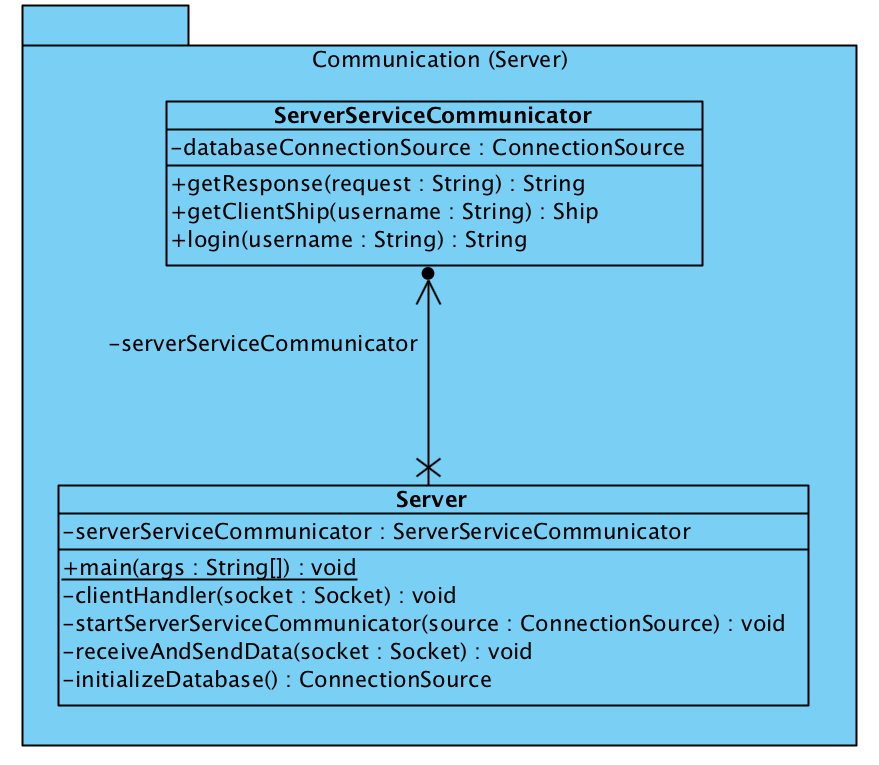 Communication (Server)
ServerServiceCommunicator
-databaseConnectionSource : ConnectionSource
+getResponse(request : String) : String
+getClientShip(username : String) : Ship
+login(username : String) : String
-serverServiceCommunicator
Server
-serverServiceCommunicator : ServerServiceCommunicator
+main(args : String[]) : void
-clientHandler(socket : Socket) : void
-startServerServiceCommunicator(source : ConnectionSource) : void
-receiveAndSendData(socket : Socket) : void
-initializeDatabase() : ConnectionSource